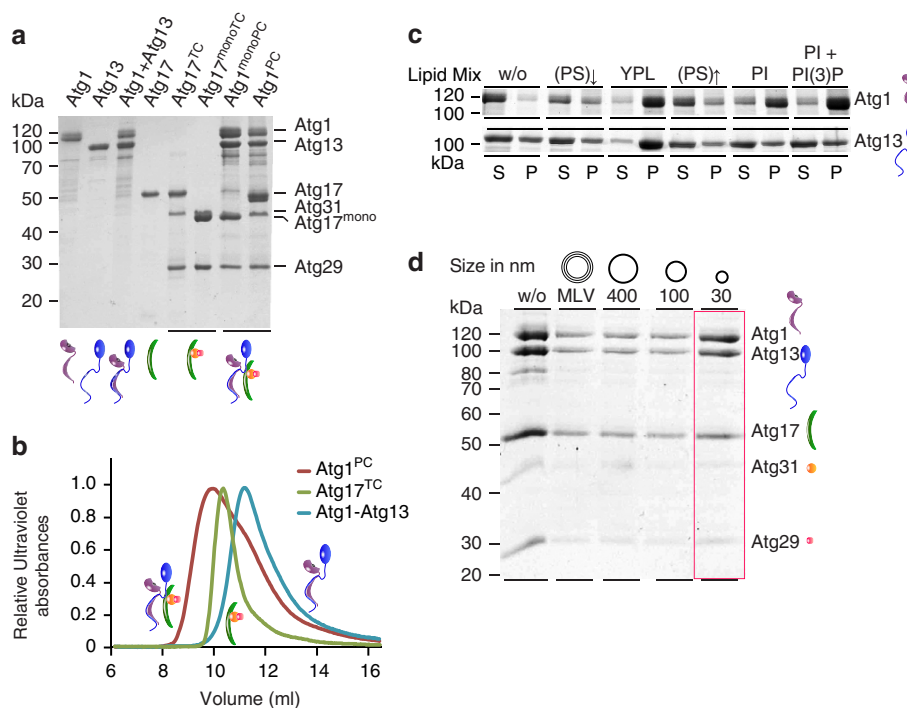 a
Atg1
Atg13
Atg1+Atg13
Atg17
Atg17TC
Atg17monoTC
Atg1monoPC
Atg1PC
kDa
120
100
70
50
40
30
20
Atg1
Atg13
Atg17
Atg31
Atg17mono
Atg29
b
Relative Ultraviolet
absorbances
1.0
0.8
0.6
0.4
0.2
0
6 8 10 12 14 16
Volume (ml)
Atg1PC
Atg17TC
Atg1-Atg13
c
Lipid Mix w/o (PS)↓ YPL (PS)↑ PI PI +
PI(3)P
120
100
Atg1
100
Atg13
kDa
S P S P S P S P S P S P
d
Size in nm
w/o MLV 400 100 30
kDa
120
100
80
70
60
50
40
30
20
Atg1
Atg13
Atg17
Atg31
Atg29